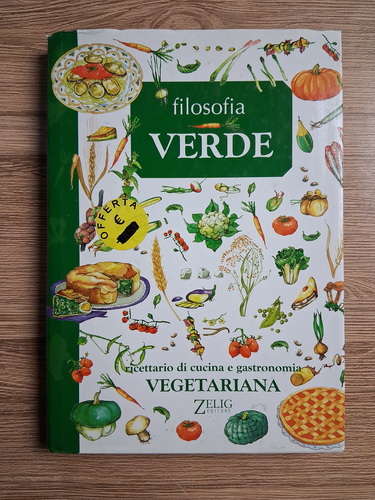 filosofia
VERDE
OFFERTA
€
ricettario di cucina e gastronomia
VEGETARIANA
ZELIG
EDITORE